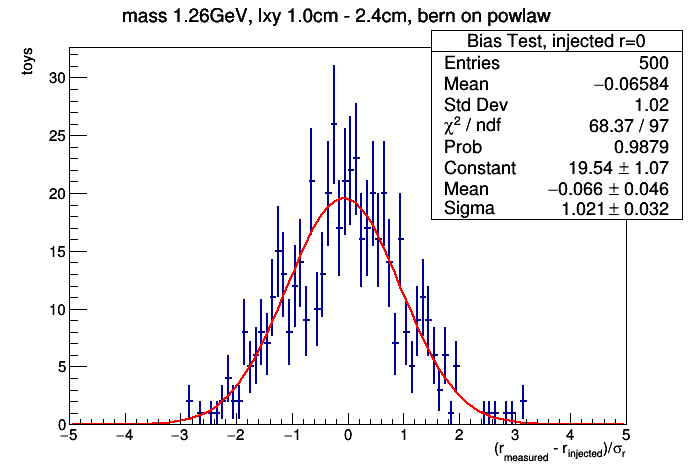 mass 1.26GeV, lxy 1.0cm - 2.4cm, bern on powlaw
toys
Bias Test, injected r=0
Entries 500
Mean −0.06584
Std Dev 1.02
χ² / ndf 68.37 / 97
Prob 0.9879
Constant 19.54 ± 1.07
Mean −0.066 ± 0.046
Sigma 1.021 ± 0.032
30
25
20
15
10
5
0
−5 −4 −3 −2 −1 0 1 2 3 4 5
(r_measured - r_injected)/σ_r